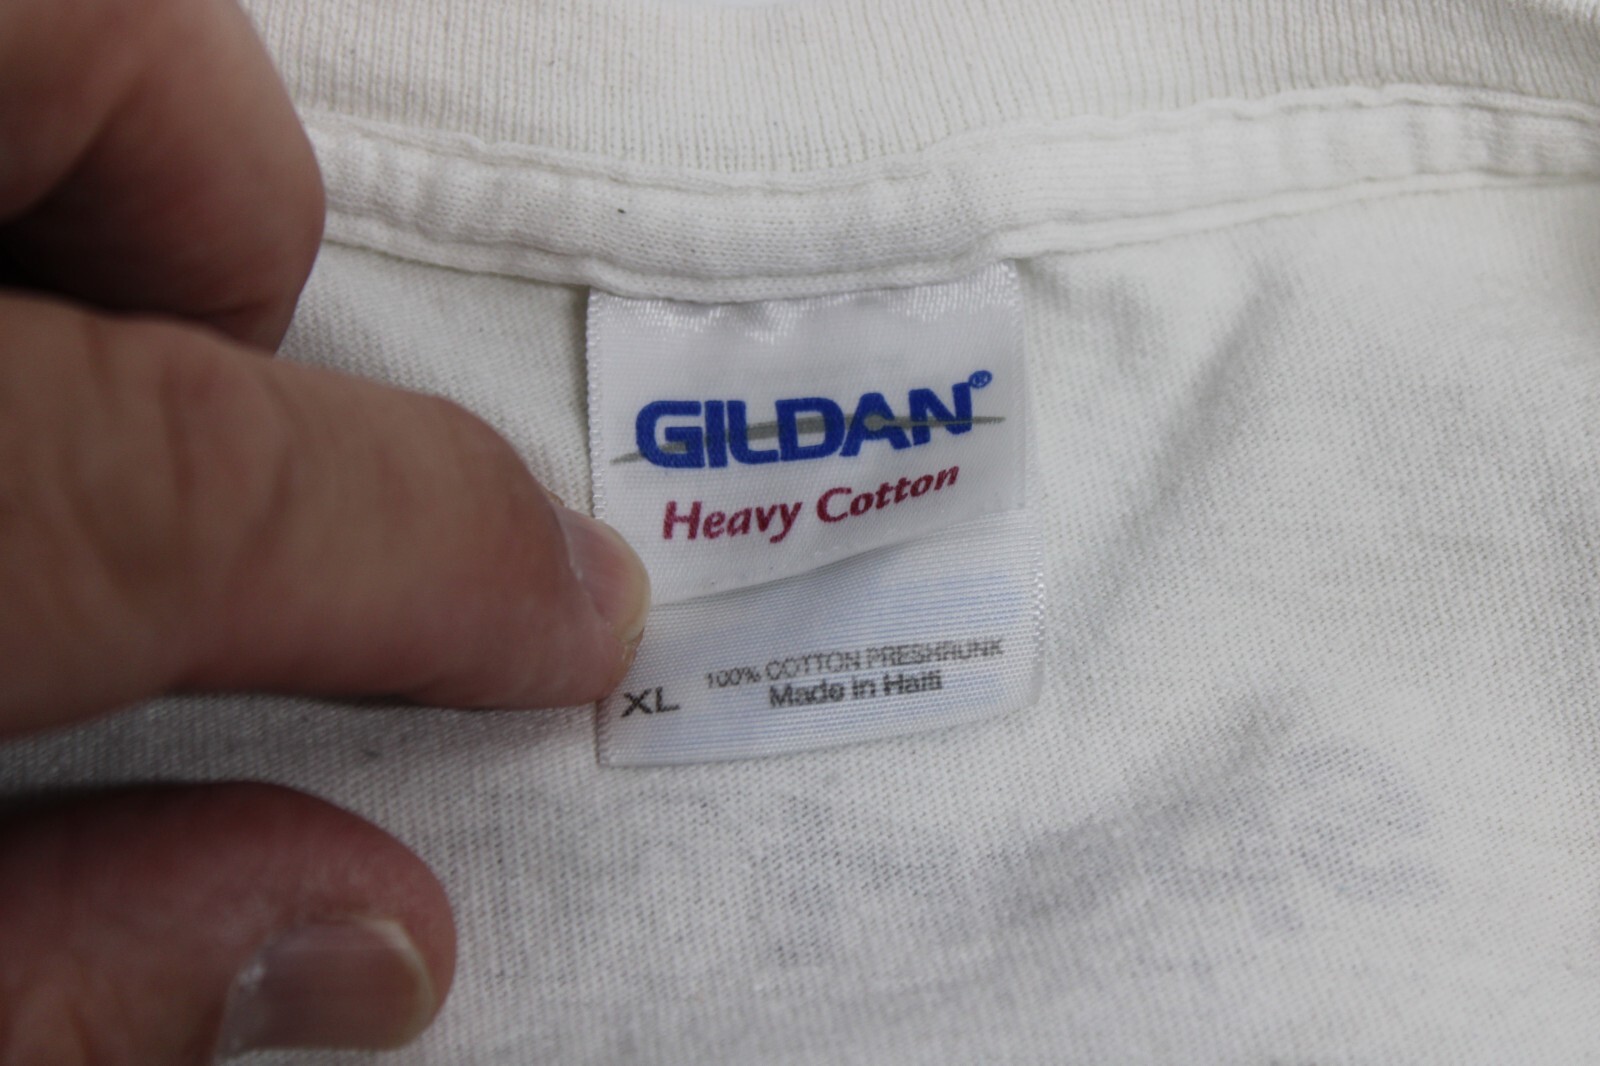 GILDAN®
Heavy Cotton
XL 100% COTTON PRESHRUNK
Made in Haiti